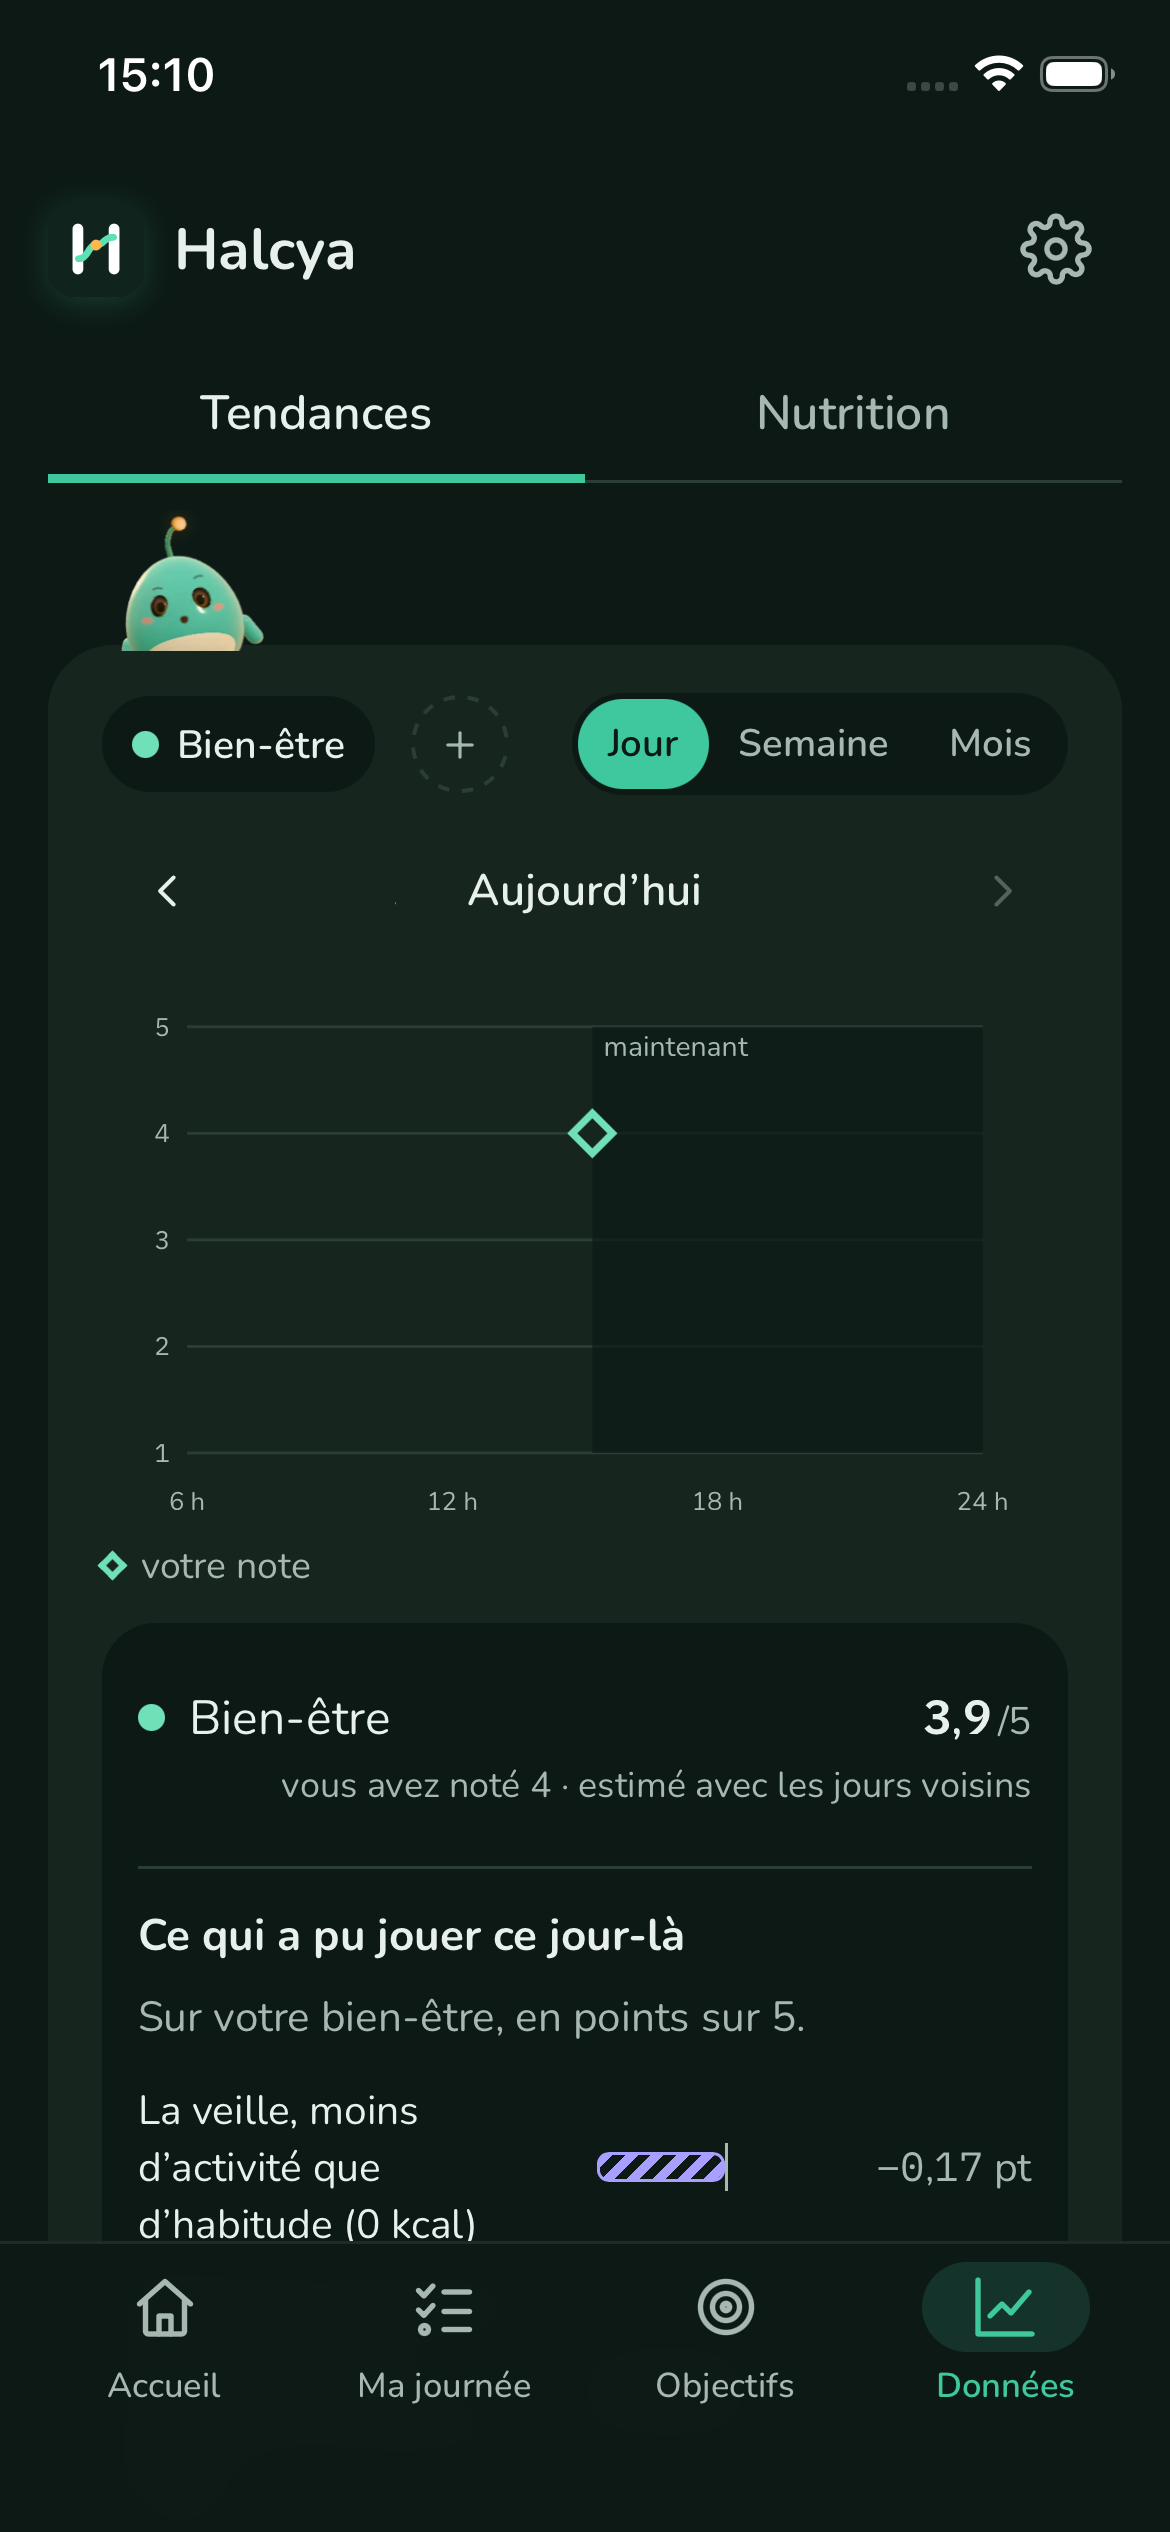 15:10
Halcya
Tendances
Nutrition
Bien-être
+
Jour
Semaine
Mois
Aujourd’hui
5
maintenant
4
3
2
1
6 h
12 h
18 h
24 h
votre note
Bien-être
3,9 /5
vous avez noté 4 · estimé avec les jours voisins
Ce qui a pu jouer ce jour-là
Sur votre bien-être, en points sur 5.
La veille, moins
d’activité que
d’habitude (0 kcal)
−0,17 pt
Accueil
Ma journée
Objectifs
Données